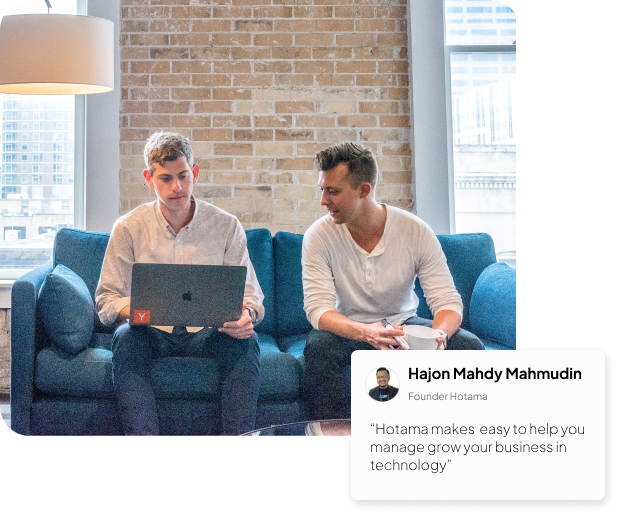 Y
Hajon Mahdy Mahmudin
Founder Hotama
“Hotama makes easy to help you
manage grow your business in
technology”